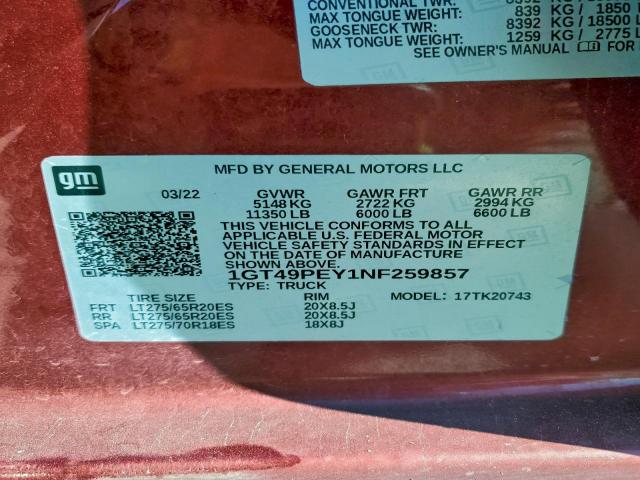 CONVENTIONAL TWR: 8392 KG
MAX TONGUE WEIGHT: 839 1850 LB
GOOSENECK TWR: 8392 KG / 18500 L
MAX TONGUE WEIGHT: 1259 KG / 2775 L
SEE OWNER'S MANUAL FOR
gm
MFD BY GENERAL MOTORS LLC
03/22 GVWR GAWR FRT GAWR RR
5148 KG 2722 KG 2994 KG
11350 LB 6000 LB 6600 LB
THIS VEHICLE CONFORMS TO ALL
APPLICABLE U.S. FEDERAL MOTOR
VEHICLE SAFETY STANDARDS IN EFFECT
ON THE DATE OF MANUFACTURE
SHOWN ABOVE.
1GT49PEY1NF259857
TYPE: TRUCK
TIRE SIZE RIM MODEL: 17TK20743
FRT LT275/65R20ES 20X8.5J
RR LT275/65R20ES 20X8.5J
SPA LT275/70R18ES 18X8J